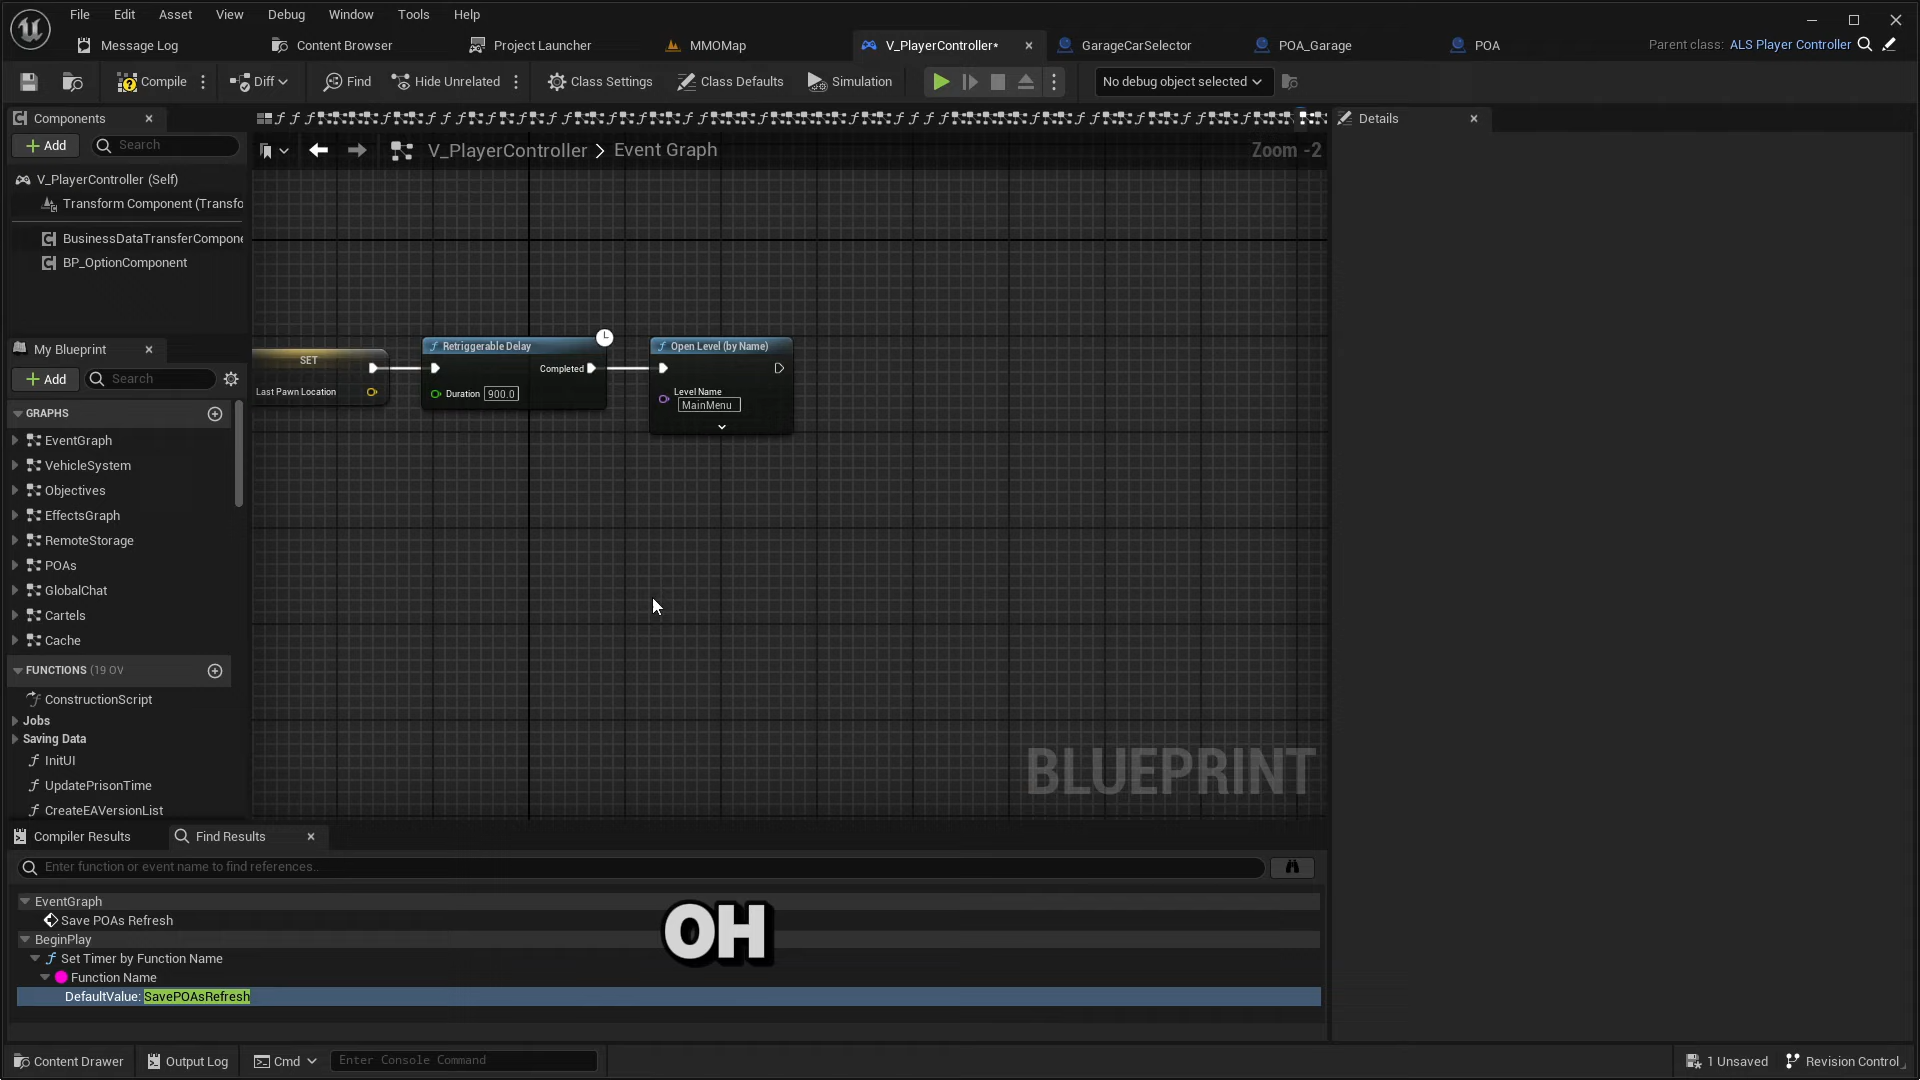 File Edit Asset View Debug Window Tools Help
Message Log Content Browser Project Launcher MMOMap V_PlayerController* GarageCarSelector POA_Garage POA Parent class: ALS Player Controller
Compile Diff Find Hide Unrelated Class Settings Class Defaults Simulation No debug object selected
Components
Details
Add Search
V_PlayerController > Event Graph
Zoom -2
V_PlayerController (Self)
Transform Component (Transfo
BusinessDataTransferCompone
BP_OptionComponent
My Blueprint
Add Search
SET
Last Pawn Location
Retriggerable Delay
Completed
Duration 900.0
Open Level (by Name)
Level Name
MainMenu
GRAPHS
EventGraph
VehicleSystem
Objectives
EffectsGraph
RemoteStorage
POAs
GlobalChat
Cartels
Cache
FUNCTIONS (19 OV
ConstructionScript
Jobs
Saving Data
InitUI
UpdatePrisonTime
CreateEAVersionList
BLUEPRINT
Compiler Results Find Results
Enter function or event name to find references...
EventGraph
Save POAs Refresh
BeginPlay
Set Timer by Function Name
Function Name
DefaultValue: SavePOAsRefresh
OH
Content Drawer Output Log Cmd Enter Console Command 1 Unsaved Revision Control